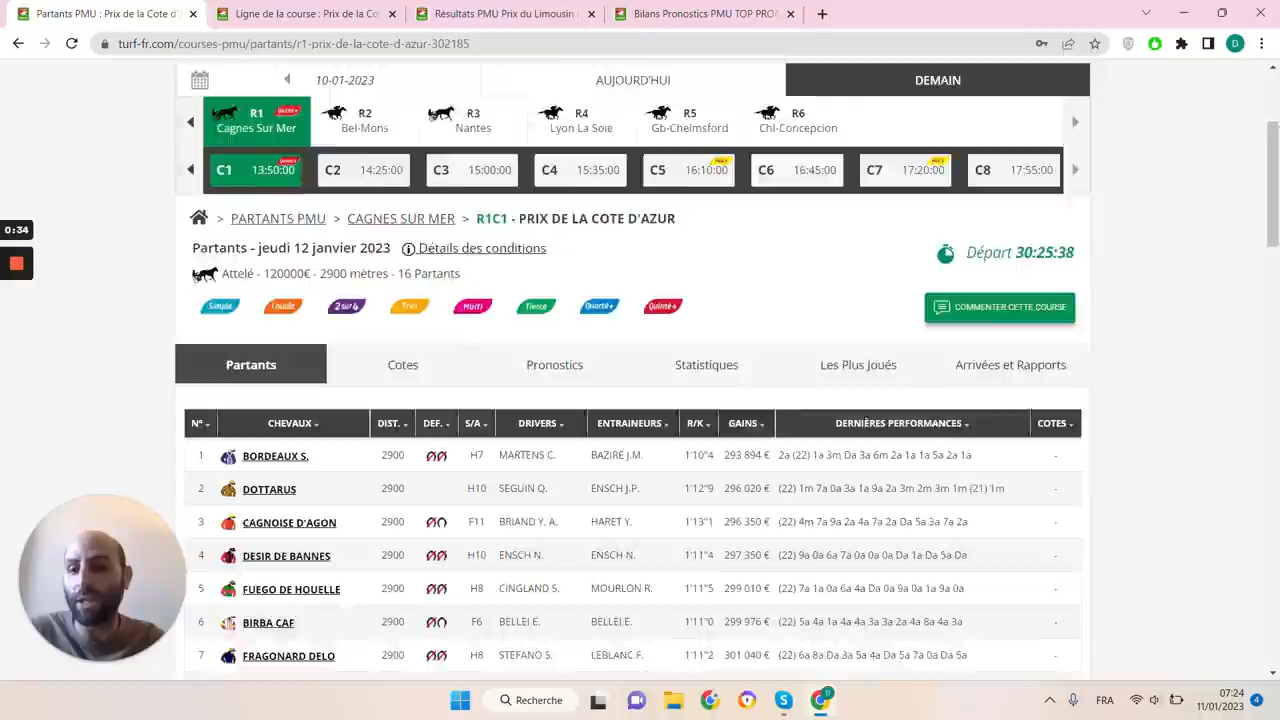 Partants PMU : Prix de la Cote d'
Ligne de la course : Prix de la Co
Résultats PMU Prix du Limousin
Bilans Pronostics PMU TOP PRO
turf-fr.com/courses-pmu/partants/r1-prix-de-la-cote-d-azur-302185
10-01-2023 AUJOURD'HUI DEMAIN
R1 Quinté+ R2 R3 R4 R5 R6
Cagnes Sur Mer Bel-Mons Nantes Lyon La Soie Gb-Chelmsford Chl-Concepcion
C1 13:50:00 C2 14:25:00 C3 15:00:00 C4 15:35:00 C5 16:10:00 C6 16:45:00 C7 17:20:00 C8 17:55:00
0:34
> PARTANTS PMU > CAGNES SUR MER > R1C1 - PRIX DE LA COTE D'AZUR
Partants - jeudi 12 janvier 2023 Détails des conditions
Départ 30:25:38
Attelé - 120000€ - 2900 mètres - 16 Partants
Simple Couplé 2sur4 Trio Multi Tiercé Quarté+ Quinté+
COMMENTER CETTE COURSE
Partants Cotes Pronostics Statistiques Les Plus Joués Arrivées et Rapports
N° CHEVAUX DIST. DEF. S/A DRIVERS ENTRAINEURS R/K GAINS DERNIÈRES PERFORMANCES COTES
1 BORDEAUX S. 2900 H7 MARTENS C. BAZIRE J.M. 1'10"4 293 894 € 2a (22) 1a 3m Da 3a 6m 2a 1a 1a 5a 2a 1a -
2 DOTTARUS 2900 H10 SEGUIN Q. ENSCH J.P. 1'12"9 296 020 € (22) 1m 7a 0a 3a 1a 9a 2a 3m 2m 3m 1m (21) 1m -
3 CAGNOISE D'AGON 2900 F11 BRIAND Y. A. HARET Y. 1'13"1 296 350 € (22) 4m 7a 9a 2a 4a 7a 2a Da 5a 3a 7a 2a -
4 DESIR DE BANNES 2900 H10 ENSCH N. ENSCH N. 1'11"4 297 350 € (22) 9a 0a 6a 7a 0a 0a 0a Da 1a Da 5a Da -
5 FUEGO DE HOUELLE 2900 H8 CINGLAND S. MOURLON R. 1'11"5 299 010 € (22) 7a 1a 0a 6a 4a Da 0a 9a 0a 1a 9a 0a -
6 BIRBA CAF 2900 F6 BELLEI E. BELLEI E. 1'11"0 299 976 € (22) 5a 4a 1a 4a 4a 3a 3a 2a 4a 8a 4a 3a -
7 FRAGONARD DELO 2900 H8 STEFANO S. LEBLANC F. 1'11"2 301 040 € (22) 6a 8a Da 3a 5a 4a Da 5a 7a 0a Da 5a -
Recherche
FRA
07:24
11/01/2023
4